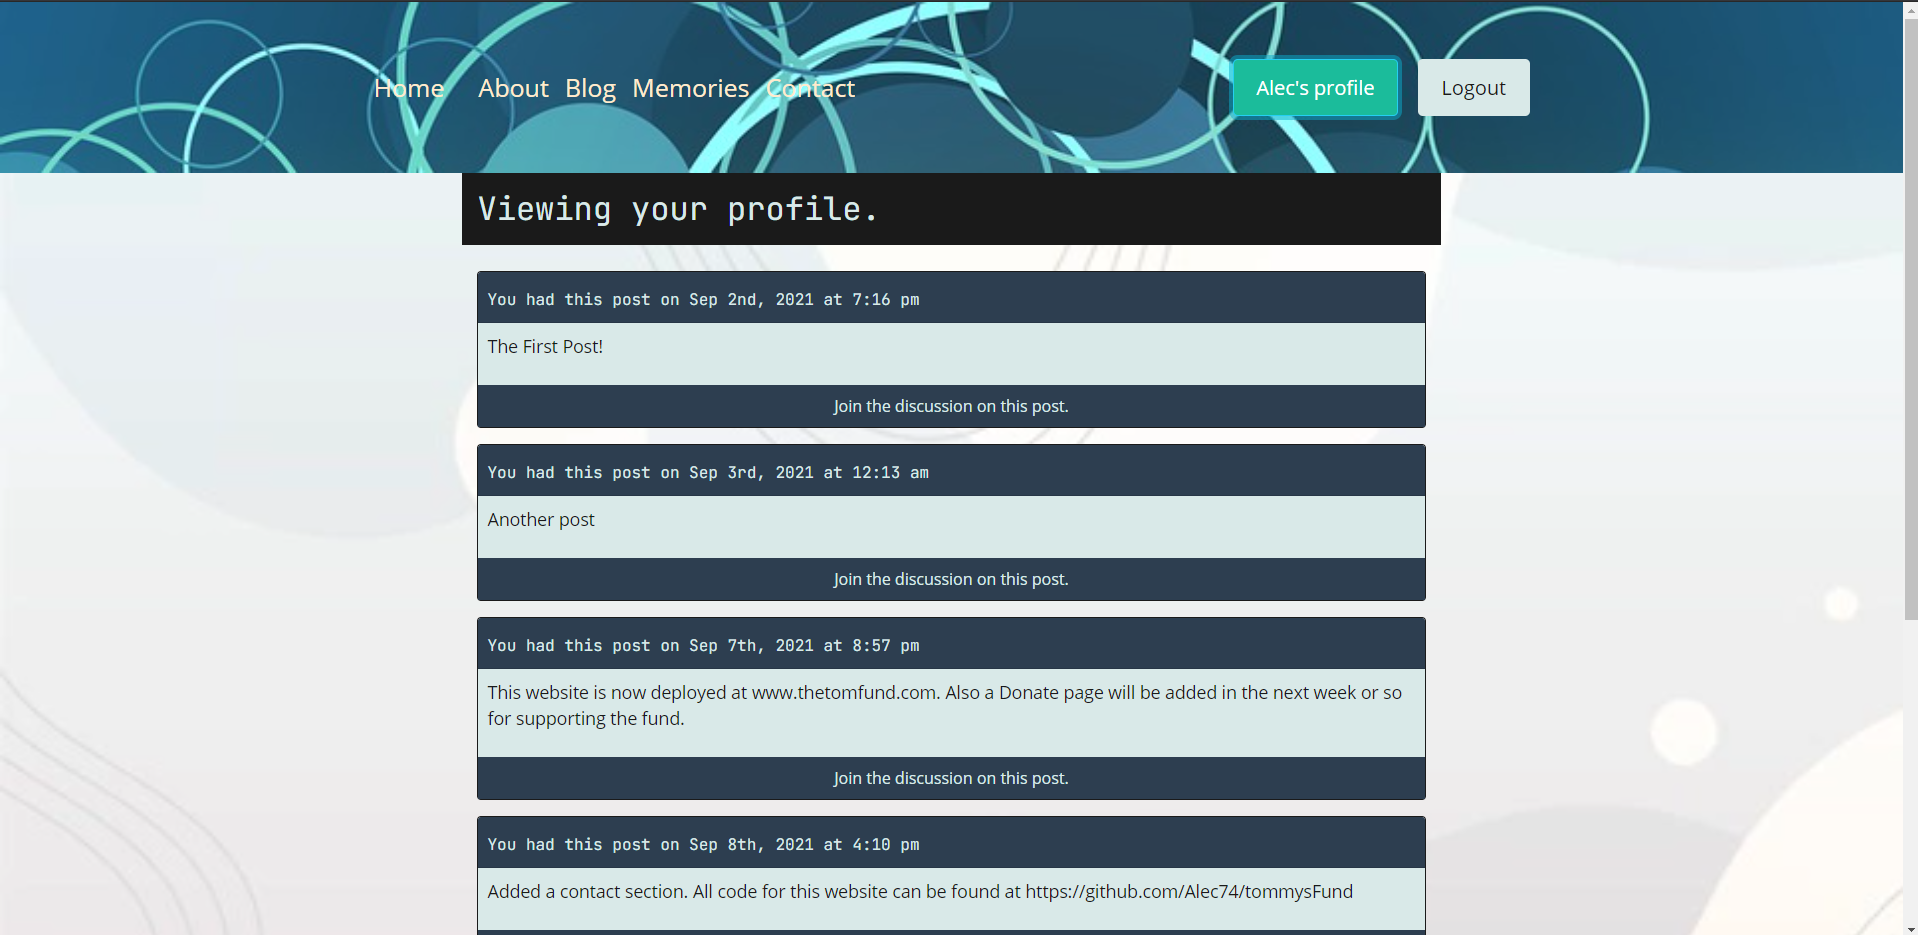 Home About Blog Memories Contact Alec's profile Logout
Viewing your profile.
You had this post on Sep 2nd, 2021 at 7:16 pm
The First Post!
Join the discussion on this post.
You had this post on Sep 3rd, 2021 at 12:13 am
Another post
Join the discussion on this post.
You had this post on Sep 7th, 2021 at 8:57 pm
This website is now deployed at www.thetomfund.com. Also a Donate page will be added in the next week or so
for supporting the fund.
Join the discussion on this post.
You had this post on Sep 8th, 2021 at 4:10 pm
Added a contact section. All code for this website can be found at https://github.com/Alec74/tommysFund